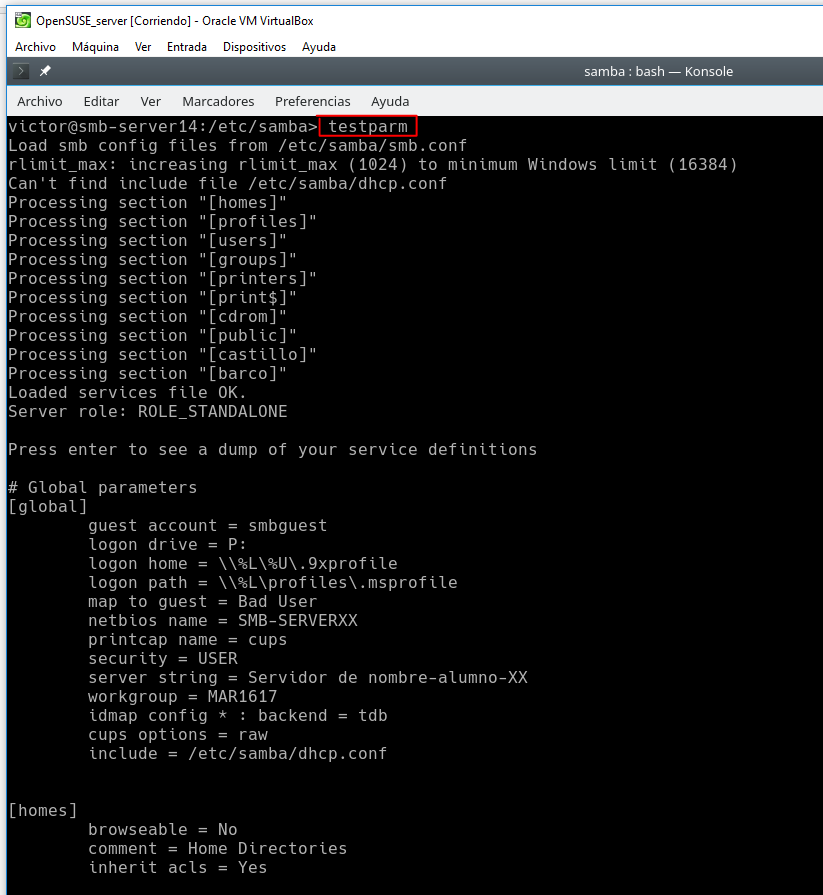 OpenSUSE_server [Corriendo] - Oracle VM VirtualBox
Archivo Máquina Ver Entrada Dispositivos Ayuda
samba : bash — Konsole
Archivo Editar Ver Marcadores Preferencias Ayuda
victor@smb-server14:/etc/samba> testparm
Load smb config files from /etc/samba/smb.conf
rlimit_max: increasing rlimit_max (1024) to minimum Windows limit (16384)
Can't find include file /etc/samba/dhcp.conf
Processing section "[homes]"
Processing section "[profiles]"
Processing section "[users]"
Processing section "[groups]"
Processing section "[printers]"
Processing section "[print$]"
Processing section "[cdrom]"
Processing section "[public]"
Processing section "[castillo]"
Processing section "[barco]"
Loaded services file OK.
Server role: ROLE_STANDALONE
Press enter to see a dump of your service definitions
# Global parameters
[global]
guest account = smbguest
logon drive = P:
logon home = \\%L\%U\.9xprofile
logon path = \\%L\profiles\.msprofile
map to guest = Bad User
netbios name = SMB-SERVERXX
printcap name = cups
security = USER
server string = Servidor de nombre-alumno-XX
workgroup = MAR1617
idmap config * : backend = tdb
cups options = raw
include = /etc/samba/dhcp.conf
[homes]
browseable = No
comment = Home Directories
inherit acls = Yes